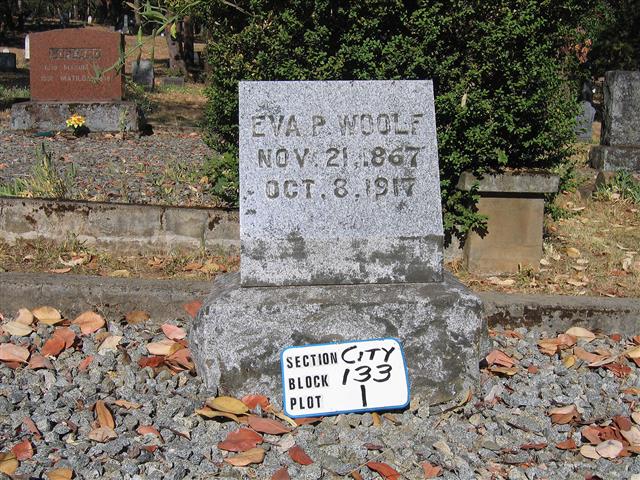 EVA P. WOOLF
NOV. 21. 1867
OCT. 8. 1917
SECTION CITY
BLOCK 133
PLOT 1